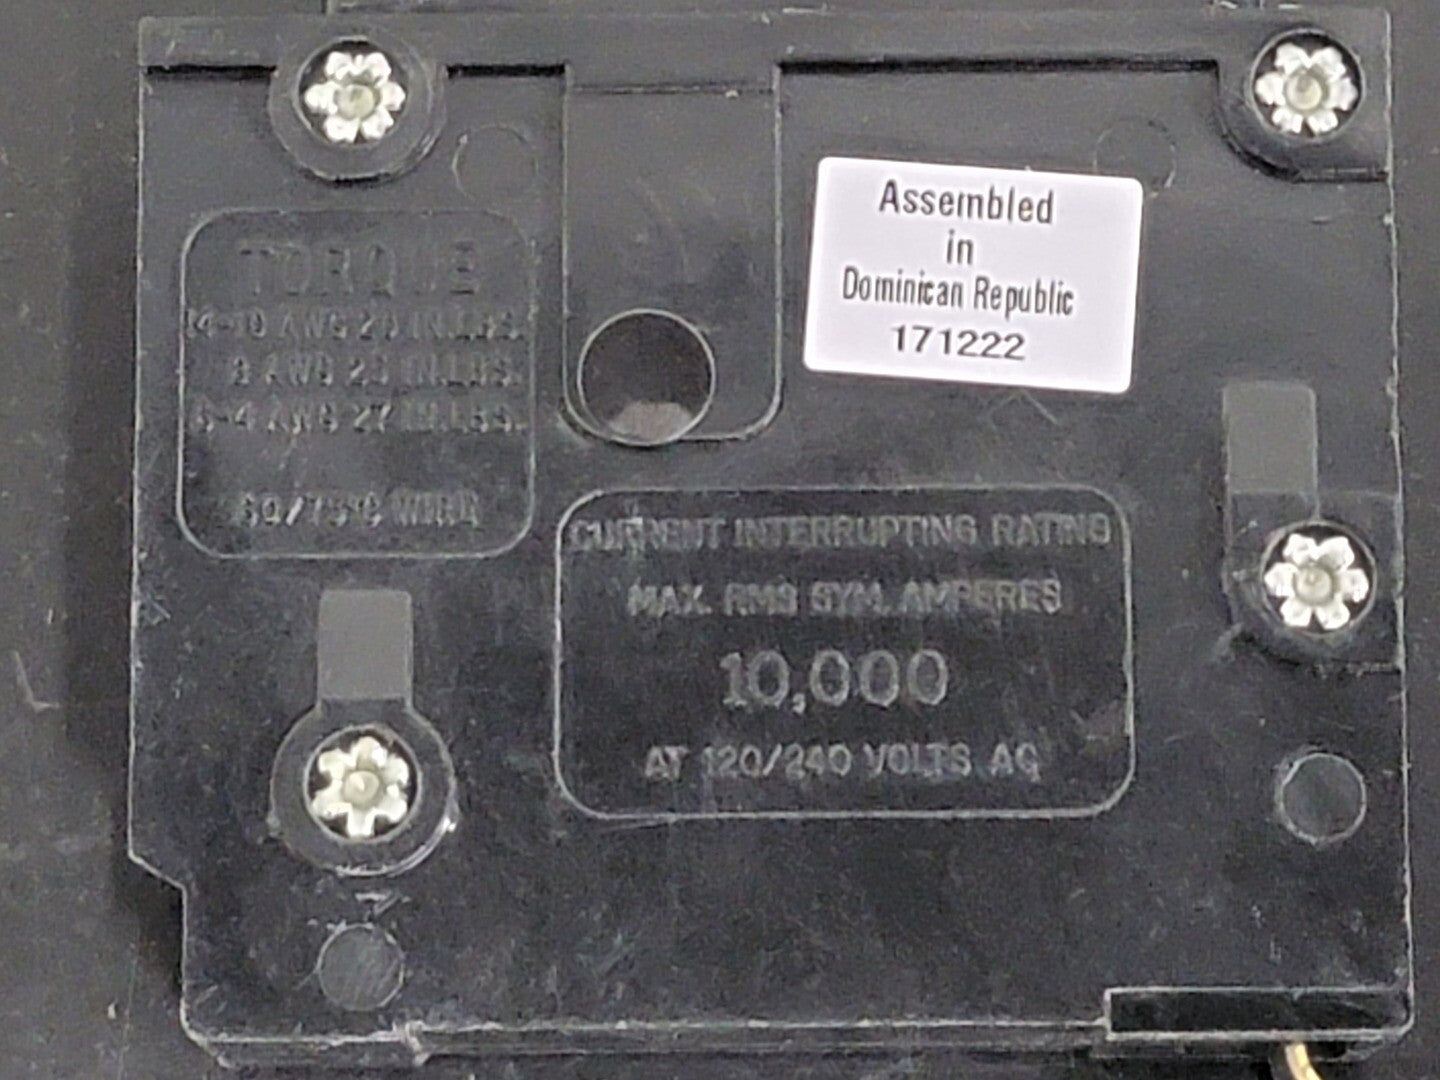 TORQUE
14-10 AWG 20 IN.LBS.
8 AWG 25 IN.LBS.
6-4 AWG 27 IN.LBS.
60/75°C WIRE
Assembled
in
Dominican Republic
171222
CURRENT INTERRUPTING RATING
MAX. RMS SYM. AMPERES
10,000
AT 120/240 VOLTS AC